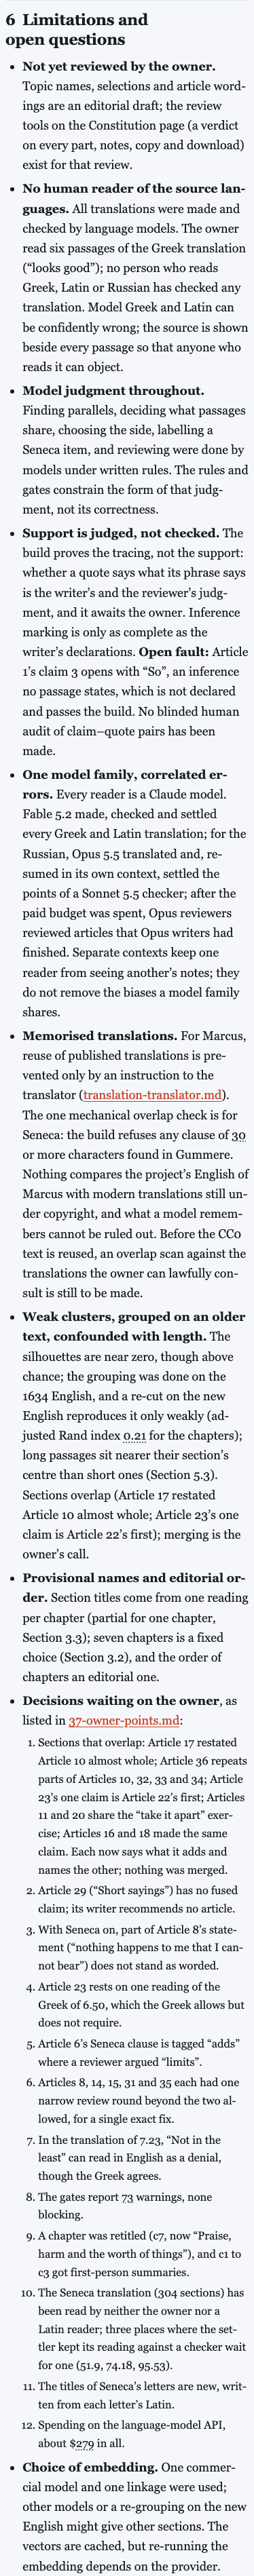 6 Limitations and
open questions
• Not yet reviewed by the owner.
Topic names, selections and article word-
ings are an editorial draft; the review
tools on the Constitution page (a verdict
on every part, notes, copy and download)
exist for that review.
• No human reader of the source lan-
guages. All translations were made and
checked by language models. The owner
read six passages of the Greek translation
(“looks good”); no person who reads
Greek, Latin or Russian has checked any
translation. Model Greek and Latin can
be confidently wrong; the source is shown
beside every passage so that anyone who
reads it can object.
• Model judgment throughout.
Finding parallels, deciding what passages
share, choosing the side, labelling a
Seneca item, and reviewing were done by
models under written rules. The rules and
gates constrain the form of that judg-
ment, not its correctness.
• Support is judged, not checked. The
build proves the tracing, not the support:
whether a quote says what its phrase says
is the writer’s and the reviewer’s judg-
ment, and it awaits the owner. Inference
marking is only as complete as the
writer’s declarations. Open fault: Article
1’s claim 3 opens with “So”, an inference
no passage states, which is not declared
and passes the build. No blinded human
audit of claim–quote pairs has been
made.
• One model family, correlated er-
rors. Every reader is a Claude model.
Fable 5.2 made, checked and settled
every Greek and Latin translation; for the
Russian, Opus 5.5 translated and, re-
sumed in its own context, settled the
points of a Sonnet 5.5 checker; after the
paid budget was spent, Opus reviewers
reviewed articles that Opus writers had
finished. Separate contexts keep one
reader from seeing another’s notes; they
do not remove the biases a model family
shares.
• Memorised translations. For Marcus,
reuse of published translations is pre-
vented only by an instruction to the
translator (translation-translator.md).
The one mechanical overlap check is for
Seneca: the build refuses any clause of 30
or more characters found in Gummere.
Nothing compares the project’s English of
Marcus with modern translations still un-
der copyright, and what a model remem-
bers cannot be ruled out. Before the CC0
text is reused, an overlap scan against the
translations the owner can lawfully con-
sult is still to be made.
• Weak clusters, grouped on an older
text, confounded with length. The
silhouettes are near zero, though above
chance; the grouping was done on the
1634 English, and a re-cut on the new
English reproduces it only weakly (ad-
justed Rand index 0.21 for the chapters);
long passages sit nearer their section’s
centre than short ones (Section 5.3).
Sections overlap (Article 17 restated
Article 10 almost whole; Article 23’s one
claim is Article 22’s first); merging is the
owner’s call.
• Provisional names and editorial or-
der. Section titles come from one reading
per chapter (partial for one chapter,
Section 3.3); seven chapters is a fixed
choice (Section 3.2), and the order of
chapters an editorial one.
• Decisions waiting on the owner, as
listed in 37-owner-points.md:
1. Sections that overlap: Article 17 restated
Article 10 almost whole; Article 36 repeats
parts of Articles 10, 32, 33 and 34; Article
23’s one claim is Article 22’s first; Articles
11 and 20 share the “take it apart” exer-
cise; Articles 16 and 18 made the same
claim. Each now says what it adds and
names the other; nothing was merged.
2. Article 29 (“Short sayings”) has no fused
claim; its writer recommends no article.
3. With Seneca on, part of Article 8’s state-
ment (“nothing happens to me that I can-
not bear”) does not stand as worded.
4. Article 23 rests on one reading of the
Greek of 6.50, which the Greek allows but
does not require.
5. Article 6’s Seneca clause is tagged “adds”
where a reviewer argued “limits”.
6. Articles 8, 14, 15, 31 and 35 each had one
narrow review round beyond the two al-
lowed, for a single exact fix.
7. In the translation of 7.23, “Not in the
least” can read in English as a denial,
though the Greek agrees.
8. The gates report 73 warnings, none
blocking.
9. A chapter was retitled (c7, now “Praise,
harm and the worth of things”), and c1 to
c3 got first-person summaries.
10. The Seneca translation (304 sections) has
been read by neither the owner nor a
Latin reader; three places where the set-
tler kept its reading against a checker wait
for one (51.9, 74.18, 95.53).
11. The titles of Seneca’s letters are new, writ-
ten from each letter’s Latin.
12. Spending on the language-model API,
about $279 in all.
• Choice of embedding. One commer-
cial model and one linkage were used;
other models or a re-grouping on the new
English might give other sections. The
vectors are cached, but re-running the
embedding depends on the provider.